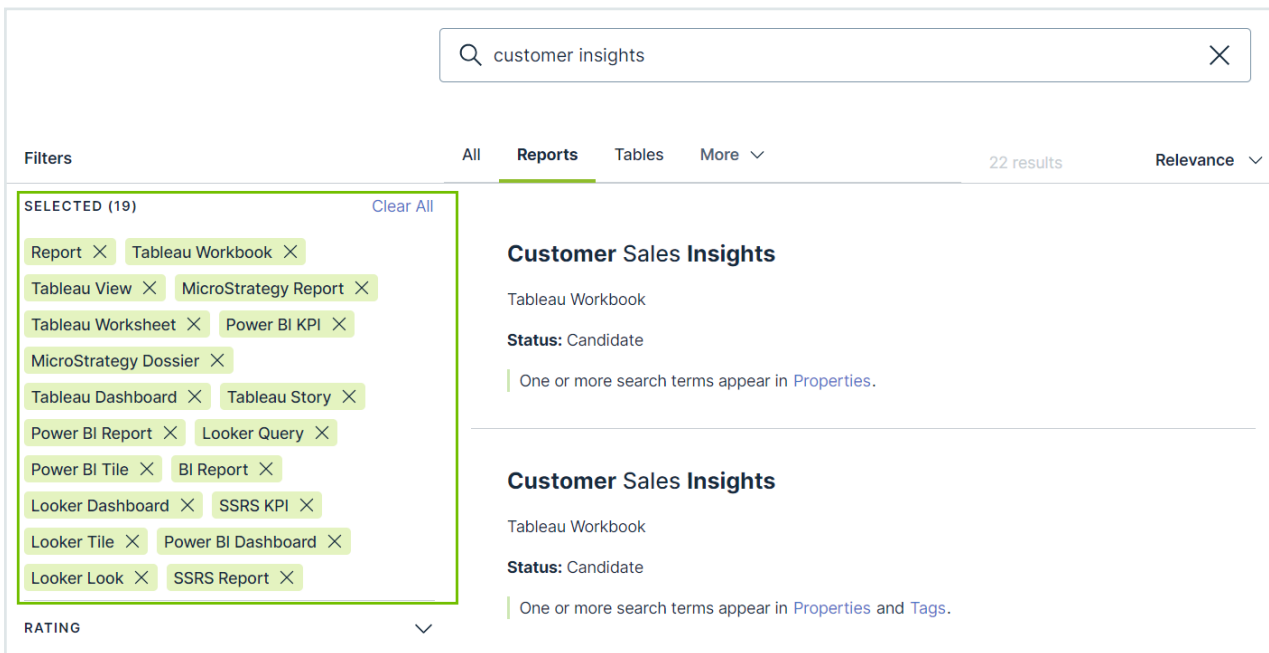 customer insights
Filters
All Reports Tables More
22 results
Relevance
SELECTED (19)
Clear All
Report
Tableau Workbook
Tableau View
MicroStrategy Report
Tableau Worksheet
Power BI KPI
MicroStrategy Dossier
Tableau Dashboard
Tableau Story
Power BI Report
Looker Query
Power BI Tile
BI Report
Looker Dashboard
SSRS KPI
Looker Tile
Power BI Dashboard
Looker Look
SSRS Report
RATING
Customer Sales Insights
Tableau Workbook
Status: Candidate
One or more search terms appear in Properties.
Customer Sales Insights
Tableau Workbook
Status: Candidate
One or more search terms appear in Properties and Tags.